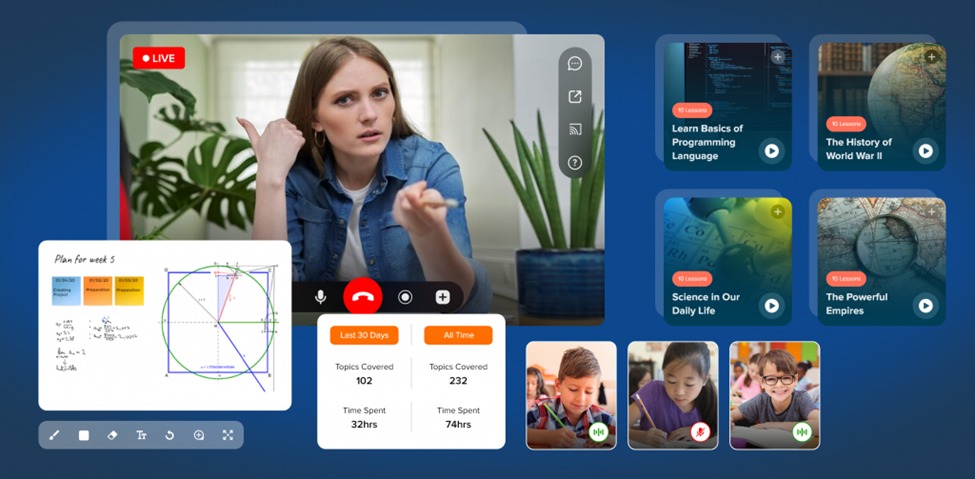 LIVE
10 Lessons
Learn Basics of
Programming
Language
10 Lessons
The History of
World War II
10 Lessons
Science in Our
Daily Life
10 Lessons
The Powerful
Empires
Plan for week 5
Creating
Project
Preparation
Preparation
Last 30 Days
All Time
Topics Covered
102
Topics Covered
232
Time Spent
32hrs
Time Spent
74hrs
Tr